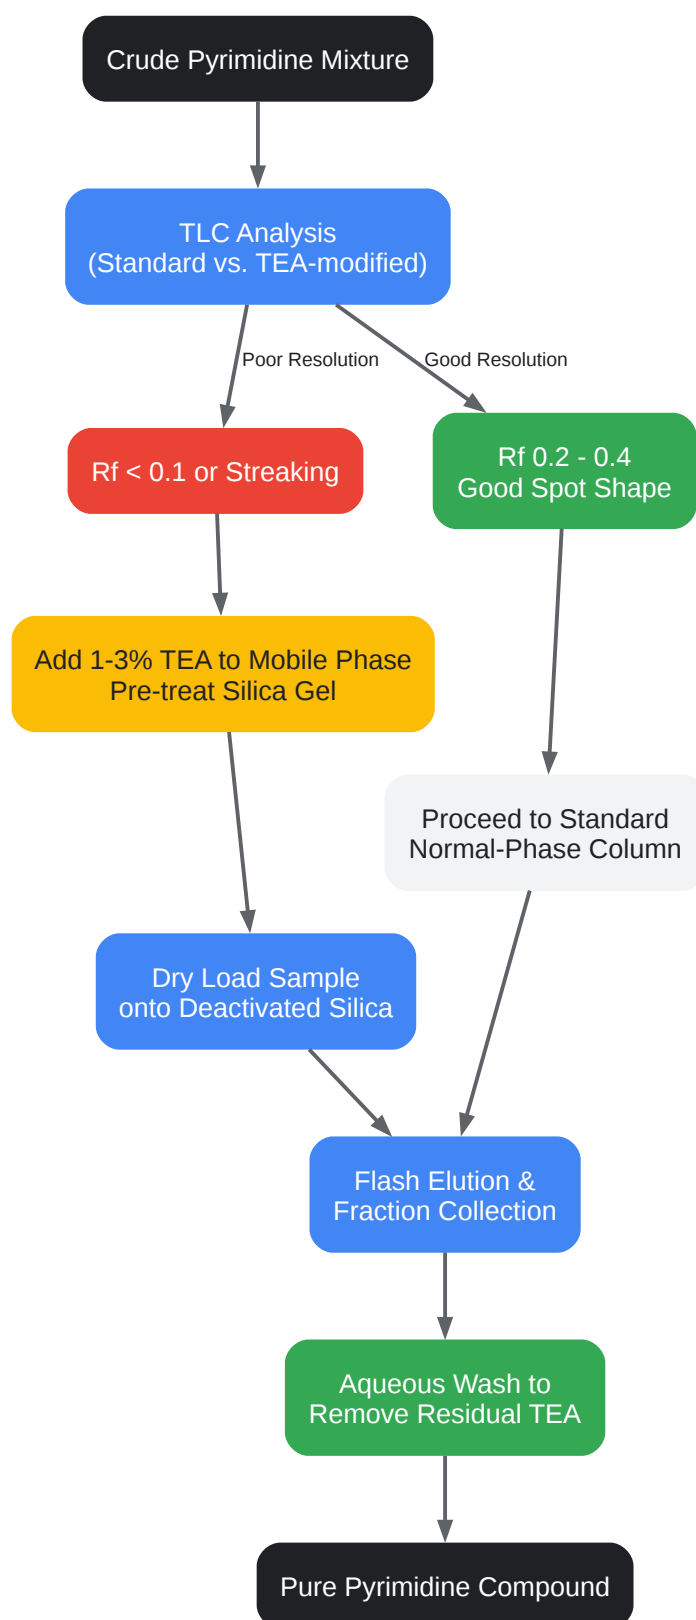 Crude Pyrimidine Mixture
TLC Analysis
(Standard vs. TEA-modified)
Poor Resolution
Good Resolution
Rf < 0.1 or Streaking
Rf 0.2 - 0.4
Good Spot Shape
Add 1-3% TEA to Mobile Phase
Pre-treat Silica Gel
Proceed to Standard
Normal-Phase Column
Dry Load Sample
onto Deactivated Silica
Flash Elution &
Fraction Collection
Aqueous Wash to
Remove Residual TEA
Pure Pyrimidine Compound